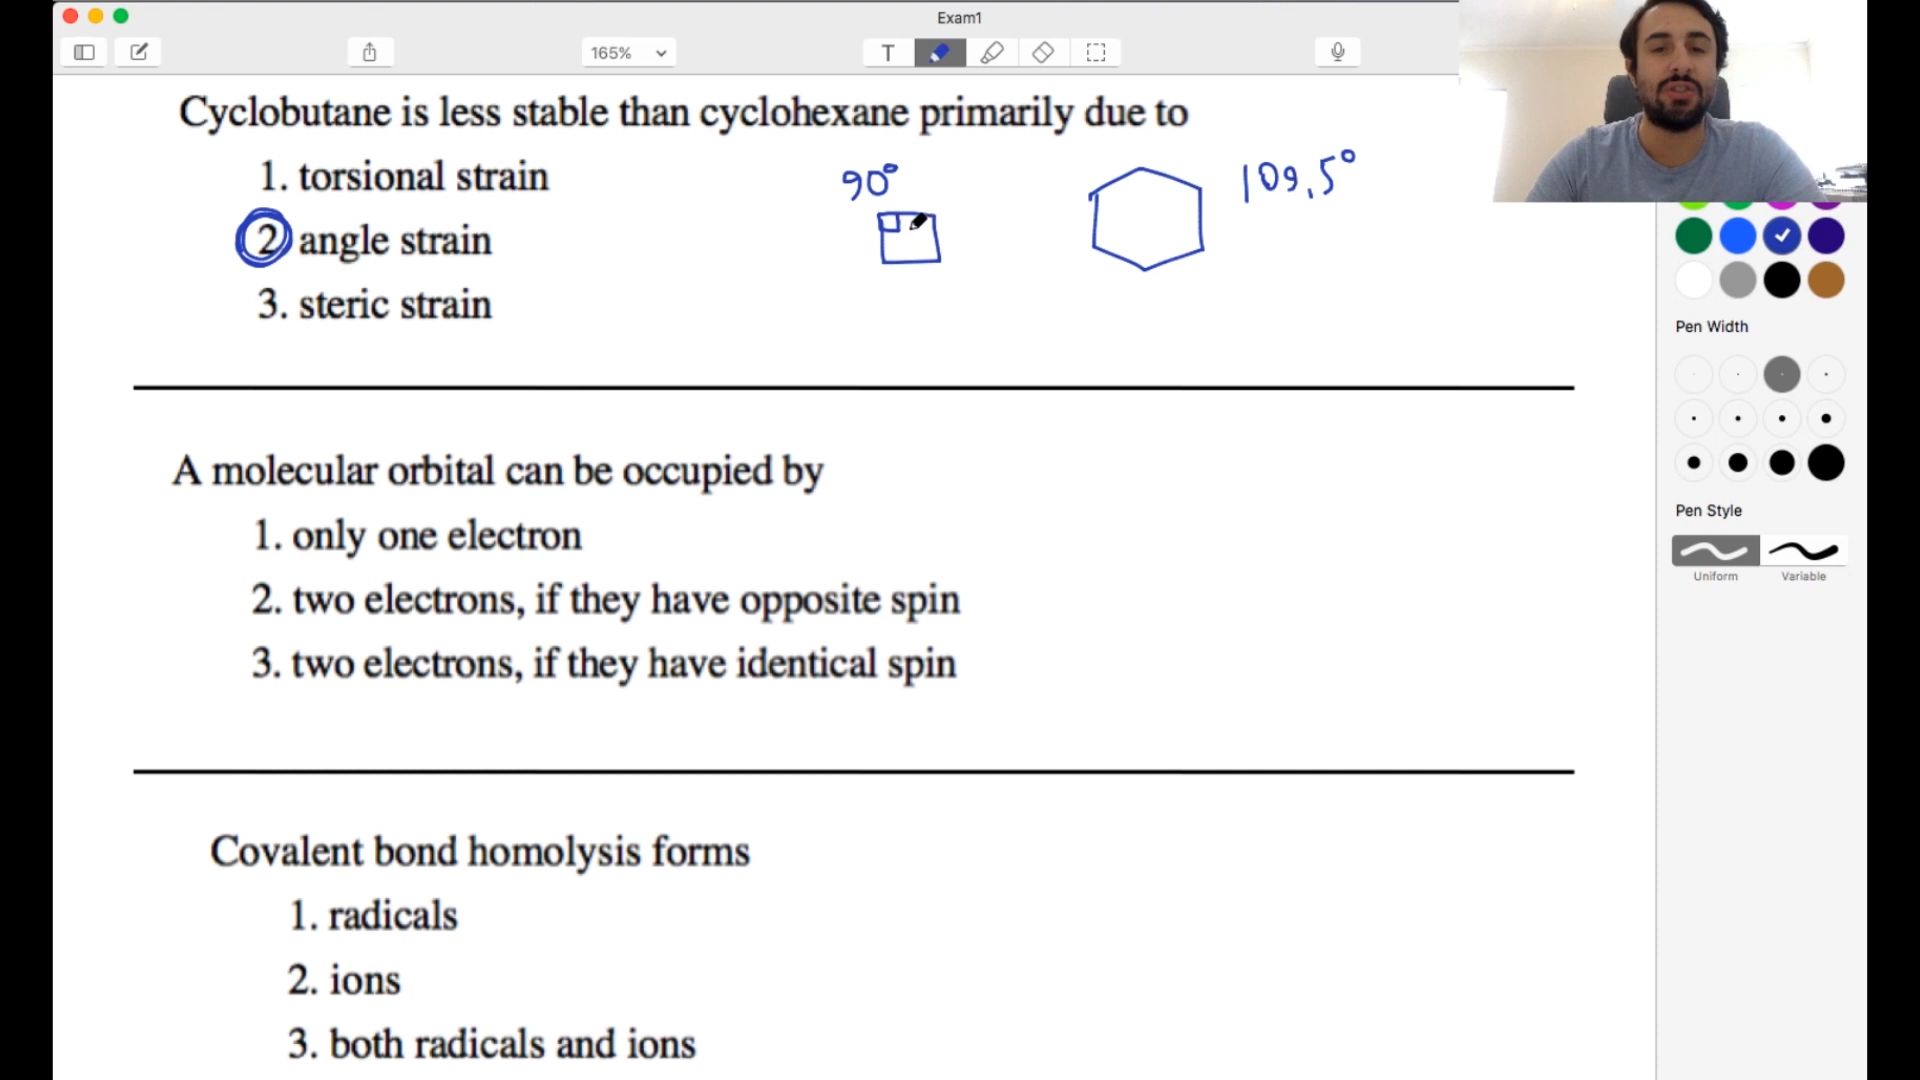 Exam1
165%
T
Cyclobutane is less stable than cyclohexane primarily due to
1. torsional strain
90°
109.5°
2. angle strain
3. steric strain
Pen Width
A molecular orbital can be occupied by
1. only one electron
Pen Style
Uniform
Variable
2. two electrons, if they have opposite spin
3. two electrons, if they have identical spin
Covalent bond homolysis forms
1. radicals
2. ions
3. both radicals and ions